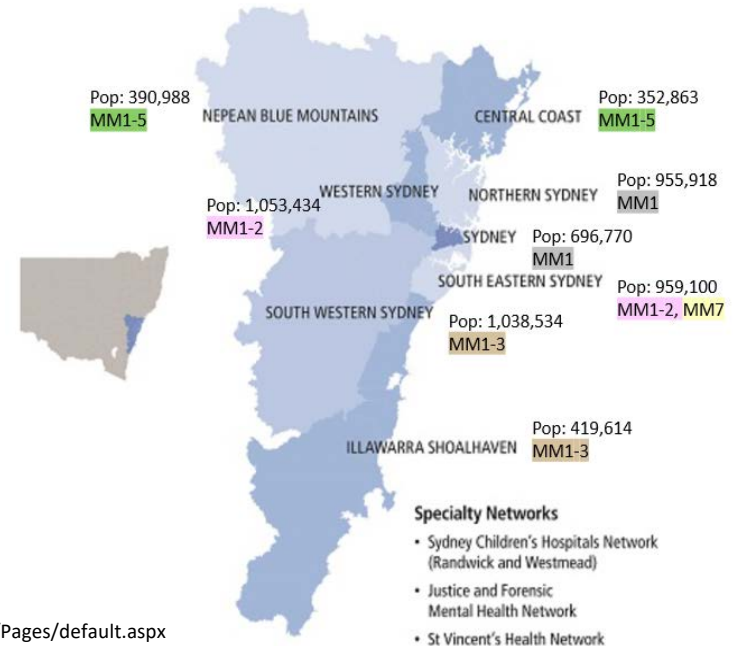 Pop: 390,988
MM1-5
NEPEAN BLUE MOUNTAINS
CENTRAL COAST
Pop: 352,863
MM1-5
WESTERN SYDNEY
Pop: 1,053,434
MM1-2
NORTHERN SYDNEY
Pop: 955,918
MM1
SYDNEY
Pop: 696,770
MM1
SOUTH EASTERN SYDNEY
Pop: 959,100
MM1-2, MM7
SOUTH WESTERN SYDNEY
Pop: 1,038,534
MM1-3
ILLAWARRA SHOALHAVEN
Pop: 419,614
MM1-3
Specialty Networks
• Sydney Children's Hospitals Network
(Randwick and Westmead)
• Justice and Forensic
Mental Health Network
• St Vincent's Health Network
Pages/default.aspx